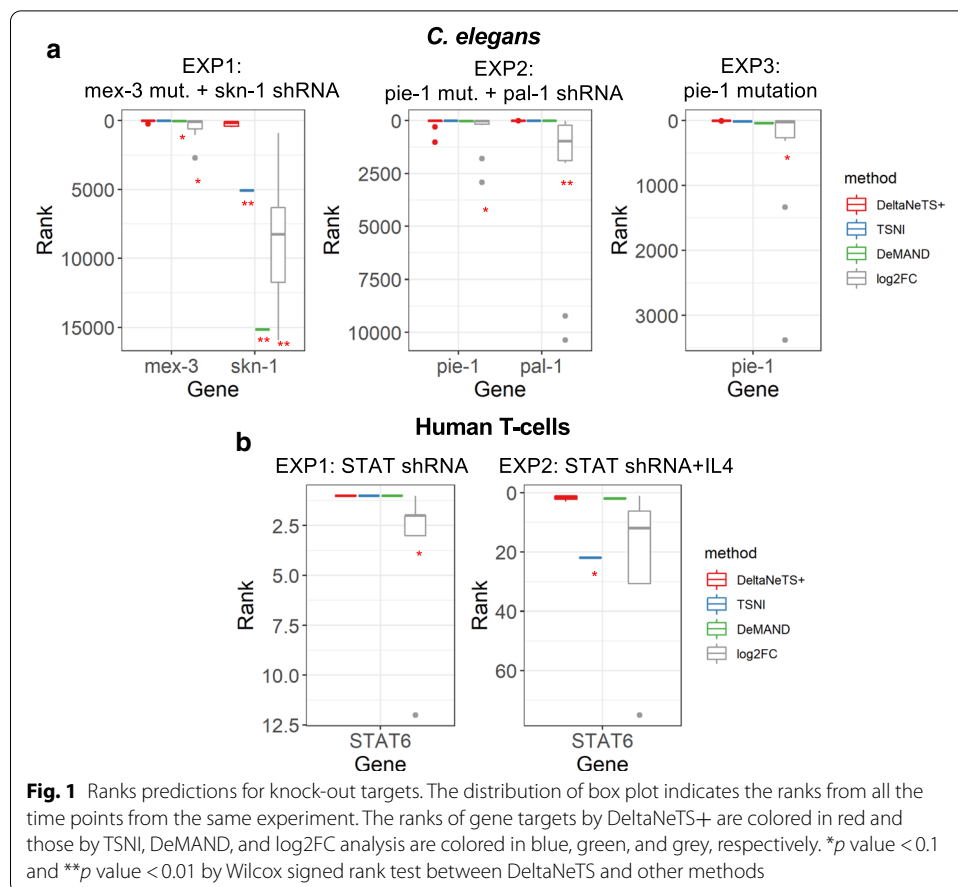 a
C. elegans
EXP1:
mex-3 mut. + skn-1 shRNA
EXP2:
pie-1 mut. + pal-1 shRNA
EXP3:
pie-1 mutation
Rank
0
5000
10000
15000
*
*
**
**
**
mex-3
skn-1
Gene
Rank
0
2500
5000
7500
10000
*
**
pie-1
pal-1
Gene
Rank
0
1000
2000
3000
*
pie-1
Gene
method
DeltaNeTS+
TSNI
DeMAND
log2FC
b
Human T-cells
EXP1: STAT shRNA
EXP2: STAT shRNA+IL4
Rank
2.5
5.0
7.5
10.0
12.5
*
STAT6
Gene
Rank
0
20
40
60
*
STAT6
Gene
method
DeltaNeTS+
TSNI
DeMAND
log2FC
Fig. 1 Ranks predictions for knock-out targets. The distribution of box plot indicates the ranks from all the
time points from the same experiment. The ranks of gene targets by DeltaNeTS+ are colored in red and
those by TSNI, DeMAND, and log2FC analysis are colored in blue, green, and grey, respectively. *p value < 0.1
and **p value < 0.01 by Wilcox signed rank test between DeltaNeTS and other methods